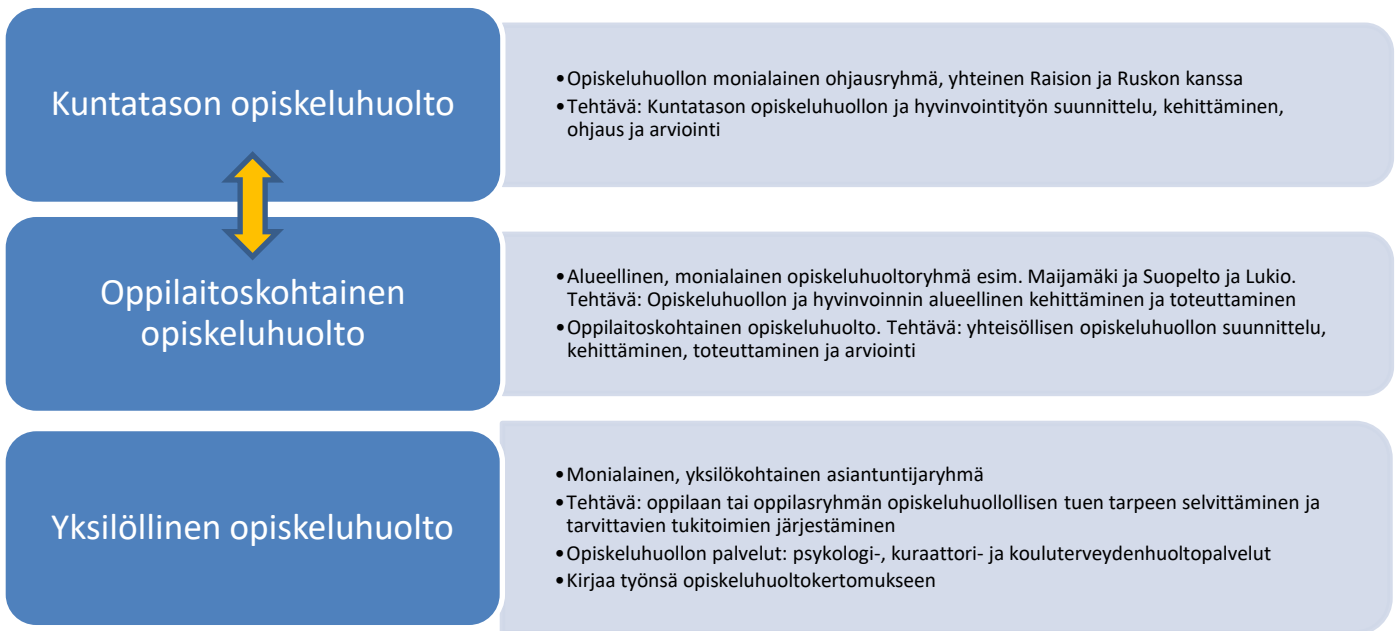 Kuntatason opiskeluhuolto
•Opiskeluhuollon monialainen ohjausryhmä, yhteinen Raision ja Ruskon kanssa
•Tehtävä: Kuntatason opiskeluhuollon ja hyvinvointityön suunnittelu, kehittäminen,
ohjaus ja arviointi
Oppilaitoskohtainen
opiskeluhuolto
•Alueellinen, monialainen opiskeluhuoltoryhmä esim. Maijamäki ja Suopelto ja Lukio.
Tehtävä: Opiskeluhuollon ja hyvinvoinnin alueellinen kehittäminen ja toteuttaminen
•Oppilaitoskohtainen opiskeluhuolto. Tehtävä: yhteisöllisen opiskeluhuollon suunnittelu,
kehittäminen, toteuttaminen ja arviointi
Yksilöllinen opiskeluhuolto
•Monialainen, yksilökohtainen asiantuntijaryhmä
•Tehtävä: oppilaan tai oppilasryhmän opiskeluhuollollisen tuen tarpeen selvittäminen ja
tarvittavien tukitoimien järjestäminen
•Opiskeluhuollon palvelut: psykologi-, kuraattori- ja kouluterveydenhuoltopalvelut
•Kirjaa työnsä opiskeluhuoltokertomukseen